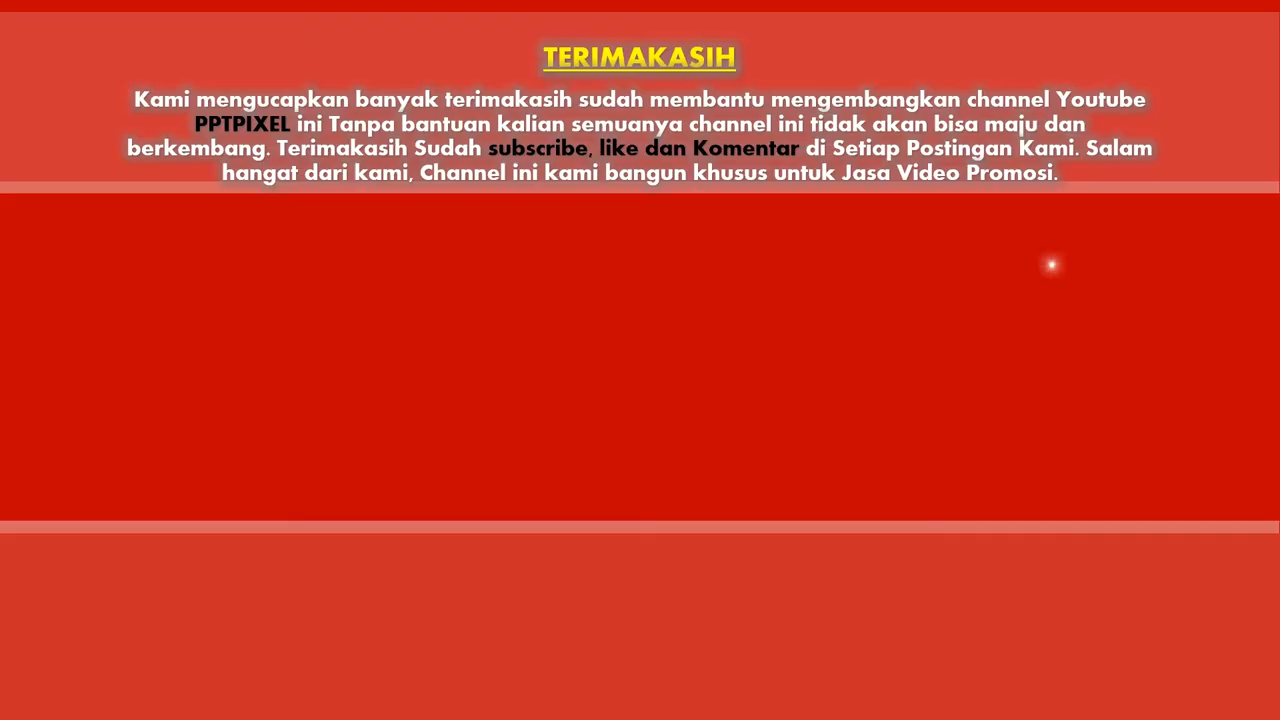 TERIMAKASIH
Kami mengucapkan banyak terimakasih sudah membantu mengembangkan channel Youtube
PPTPIXEL ini Tanpa bantuan kalian semuanya channel ini tidak akan bisa maju dan
berkembang. Terimakasih Sudah subscribe, like dan Komentar di Setiap Postingan Kami. Salam
hangat dari kami, Channel ini kami bangun khusus untuk Jasa Video Promosi.